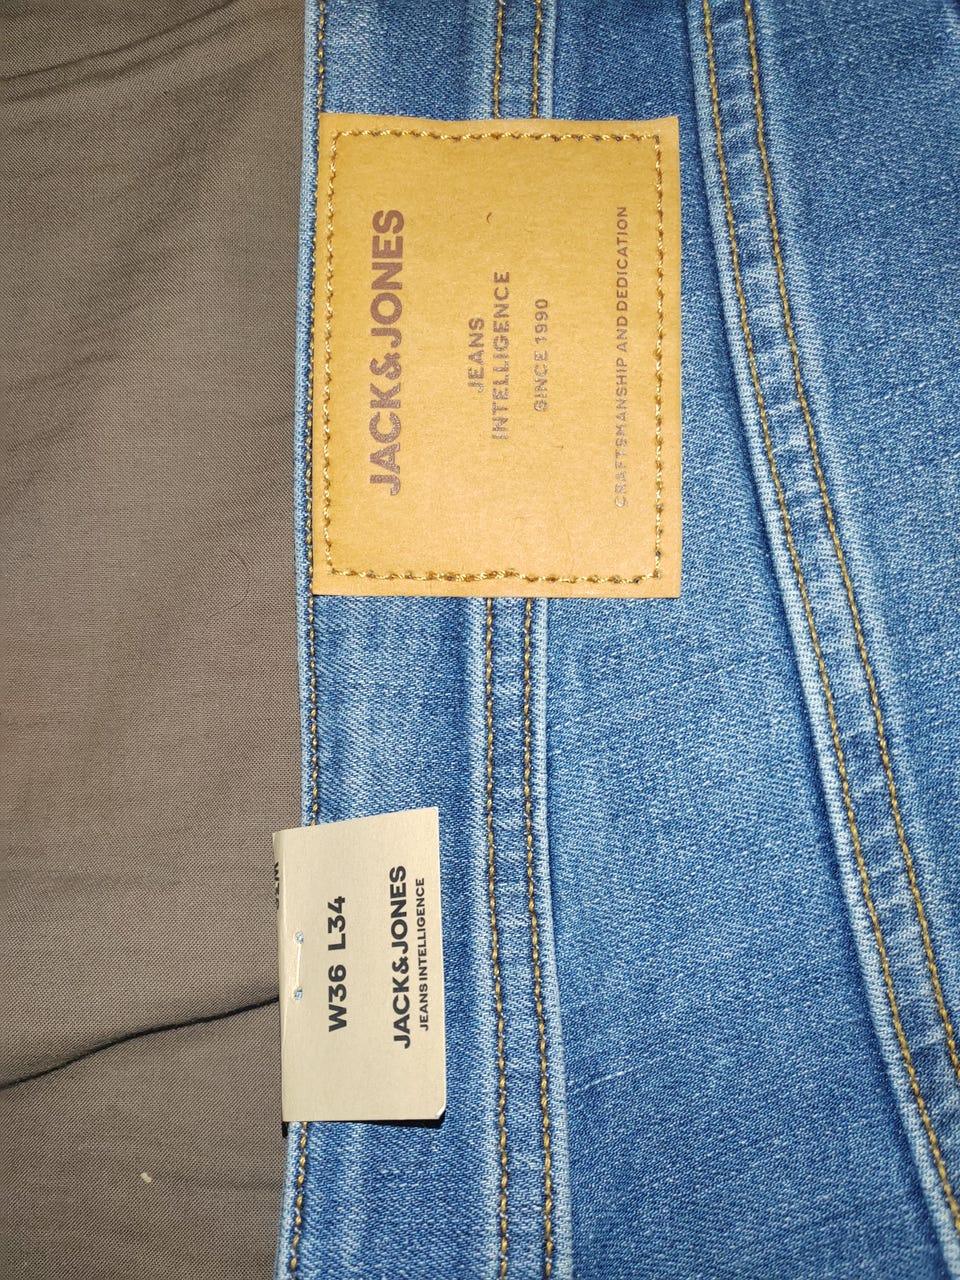 JACK&JONES
JEANS
INTELLIGENCE
SINCE 1990
CRAFTSMANSHIP AND DEDICATION
W36 L34
JACK&JONES
JEANS INTELLIGENCE